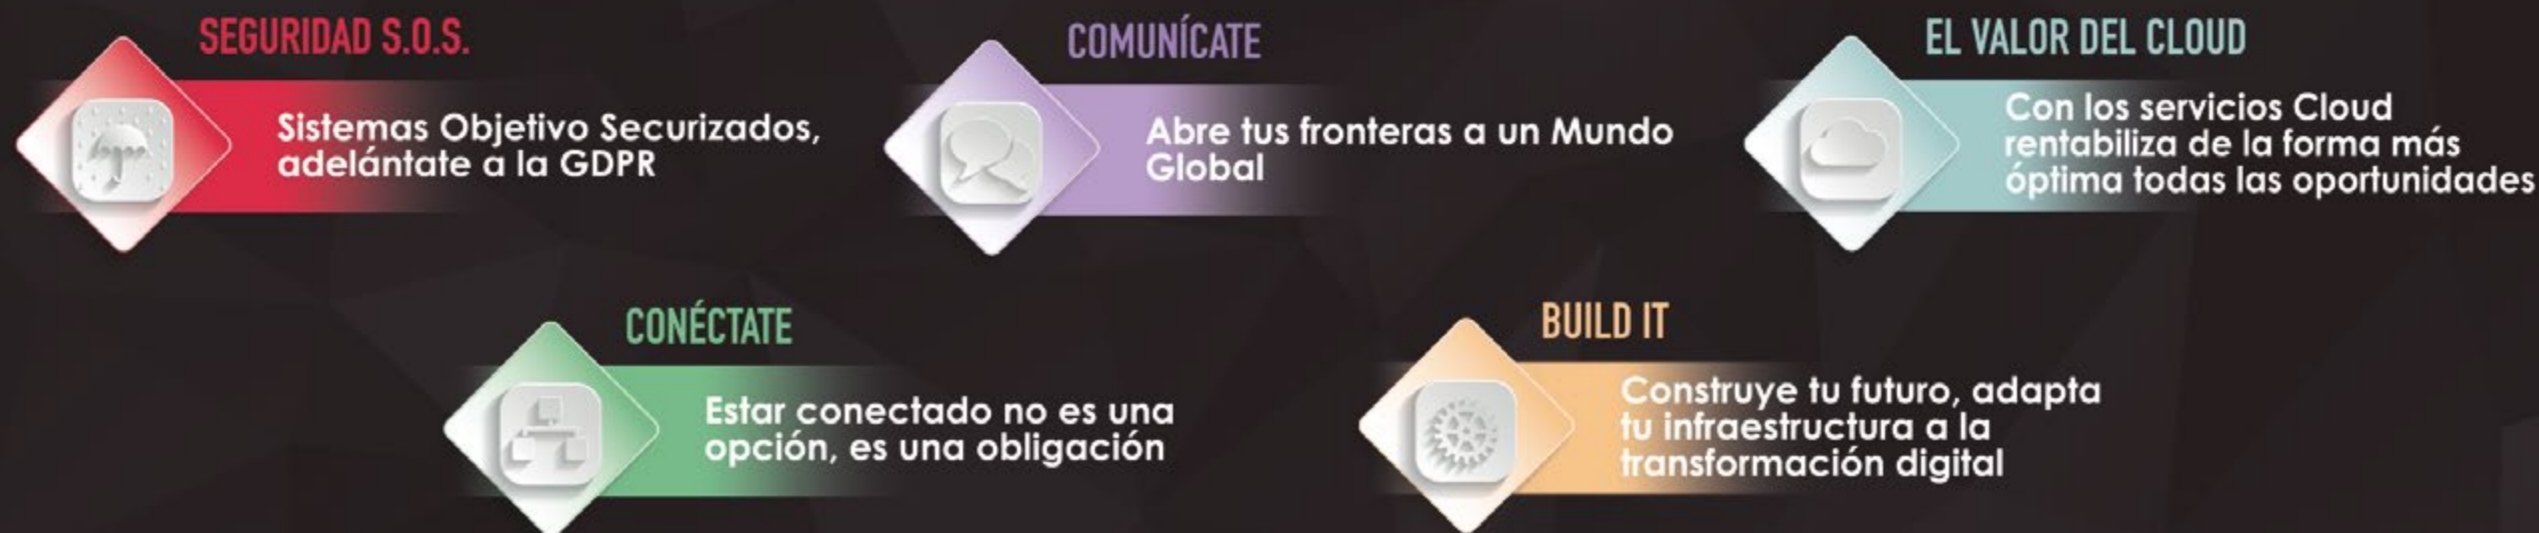 SEGURIDAD S.O.S.
Sistemas Objetivo Securizados,
adelántate a la GDPR
COMUNÍCATE
Abre tus fronteras a un Mundo
Global
EL VALOR DEL CLOUD
Con los servicios Cloud
rentabiliza de la forma más
óptima todas las oportunidades
CONÉCTATE
Estar conectado no es una
opción, es una obligación
BUILD IT
Construye tu futuro, adapta
tu infraestructura a la
transformación digital